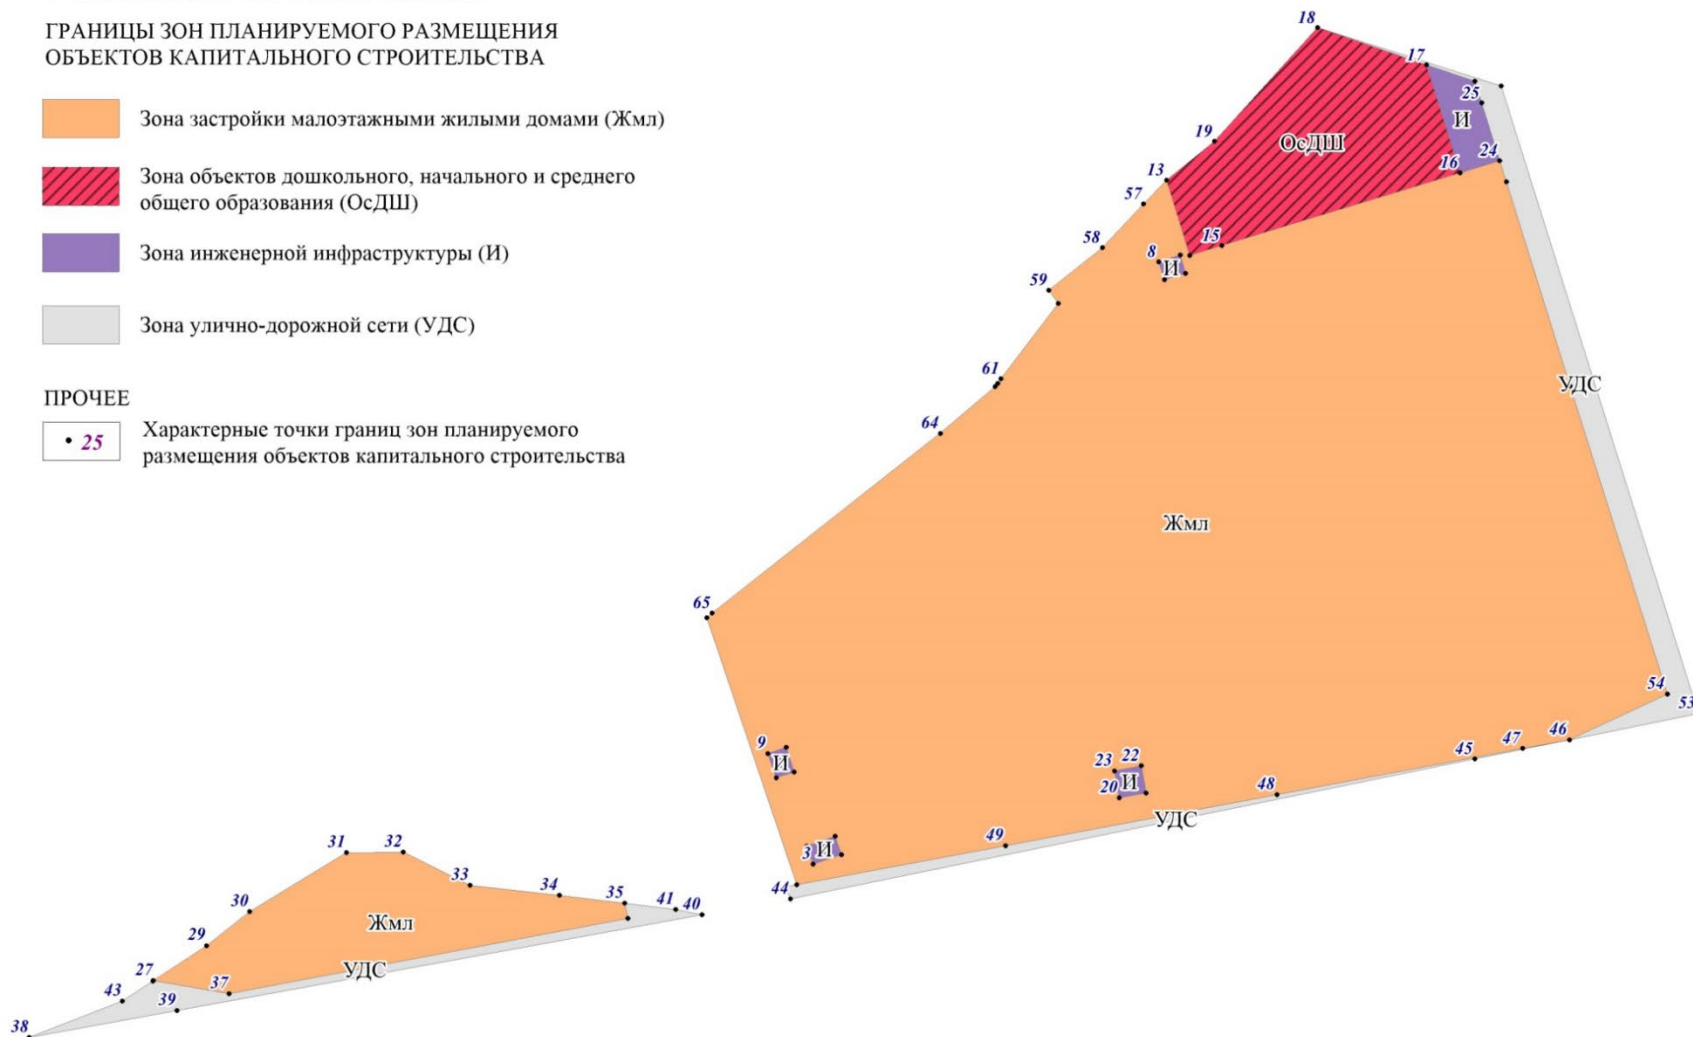 ГРАНИЦЫ ЗОН ПЛАНИРУЕМОГО РАЗМЕЩЕНИЯ
ОБЪЕКТОВ КАПИТАЛЬНОГО СТРОИТЕЛЬСТВА
Зона застройки малоэтажными жилыми домами (Жмл)
Зона объектов дошкольного, начального и среднего
общего образования (ОсДШ)
Зона инженерной инфраструктуры (И)
Зона улично-дорожной сети (УДС)
ПРОЧЕЕ
25
Характерные точки границ зон планируемого
размещения объектов капитального строительства
18
17
25
И
19
ОсДШ
24
16
13
57
15
58
8
И
59
61
УДС
64
Жмл
65
54
53
46
47
45
9
И
23
22
И
20
48
УДС
49
3
И
44
31
32
33
34
35
41
40
30
Жмл
29
УДС
27
37
43
39
38